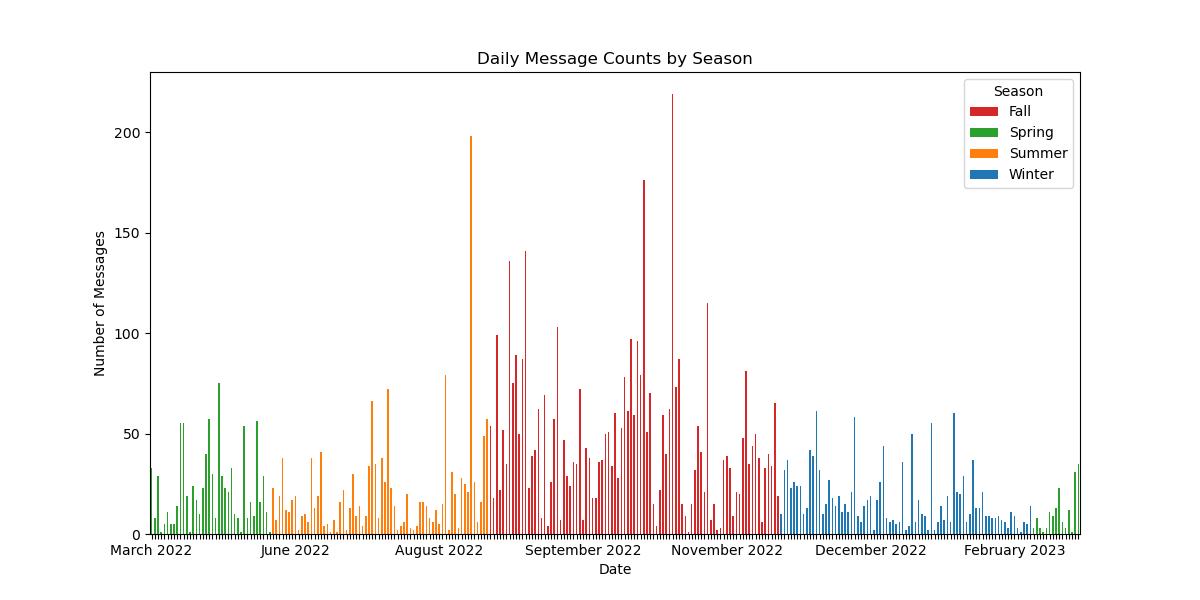 Daily Message Counts by Season
Season
Fall
Spring
Summer
Winter
Number of Messages
200
150
100
50
0
March 2022 June 2022 August 2022 September 2022 November 2022 December 2022 February 2023
Date